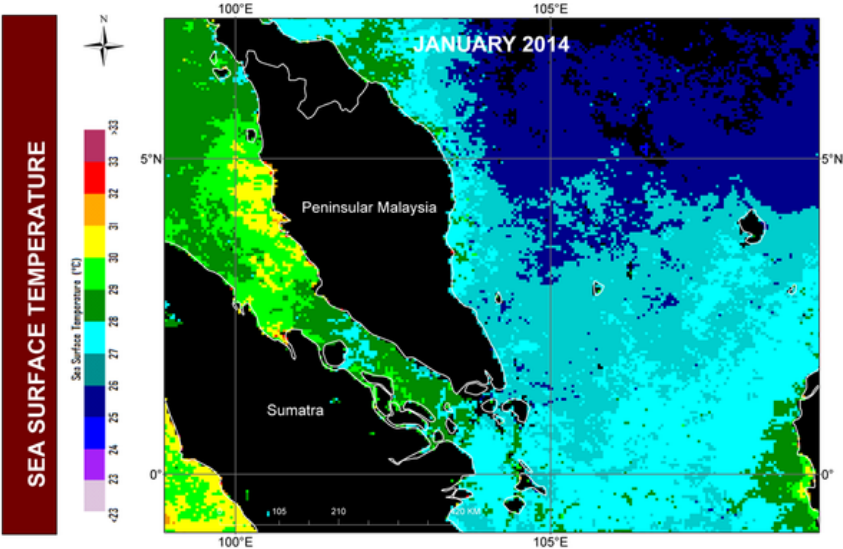 100°E 105°E
N
JANUARY 2014
SEA SURFACE TEMPERATURE
Sea Surface Temperature (°C)
>33
33
32
31
30
29
28
27
26
25
24
23
<23
5°N 5°N
Peninsular Malaysia
Sumatra
0° 0°
105 210 420 KM
100°E 105°E